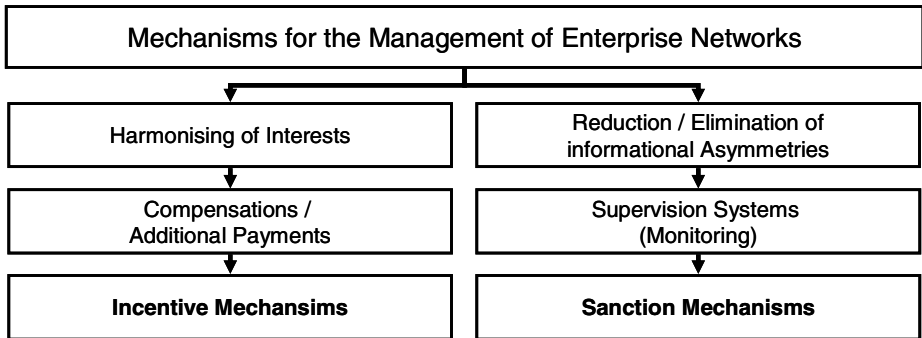 Mechanisms for the Management of Enterprise Networks
Harmonising of Interests
Reduction / Elimination of
informational Asymmetries
Compensations /
Additional Payments
Supervision Systems
(Monitoring)
Incentive Mechansims
Sanction Mechanisms